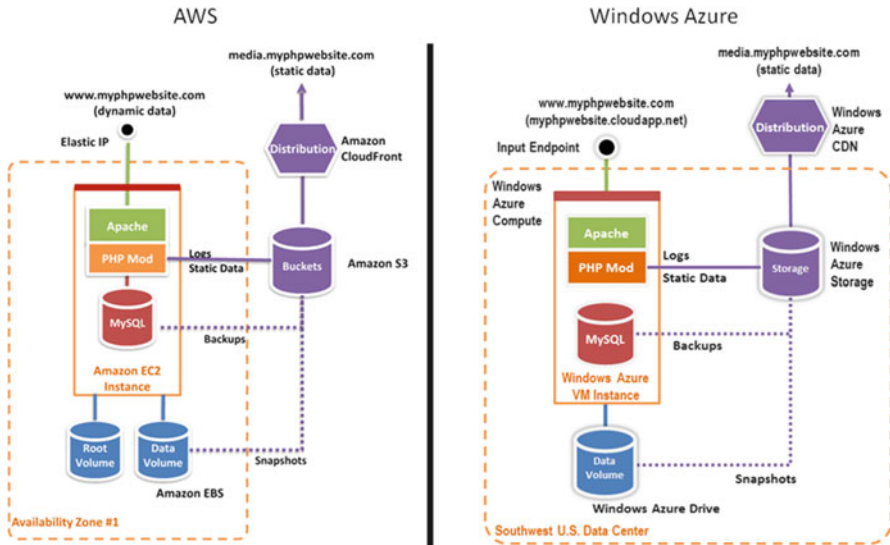 AWS
media.myphpwebsite.com
(static data)
www.myphpwebsite.com
(dynamic data)
Elastic IP
Distribution
Amazon
CloudFront
Apache
PHP Mod
Logs
Static Data
Buckets
Amazon S3
MySQL
Backups
Amazon EC2
Instance
Root
Volume
Data
Volume
Snapshots
Amazon EBS
Availability Zone #1
Windows Azure
media.myphpwebsite.com
(static data)
www.myphpwebsite.com
(myphpwebsite.cloudapp.net)
Input Endpoint
Distribution
Windows
Azure
CDN
Windows
Azure
Compute
Apache
PHP Mod
Logs
Static Data
Storage
Windows
Azure
Storage
MySQL
Backups
Windows Azure
VM Instance
Data
Volume
Snapshots
Windows Azure Drive
Southwest U.S. Data Center